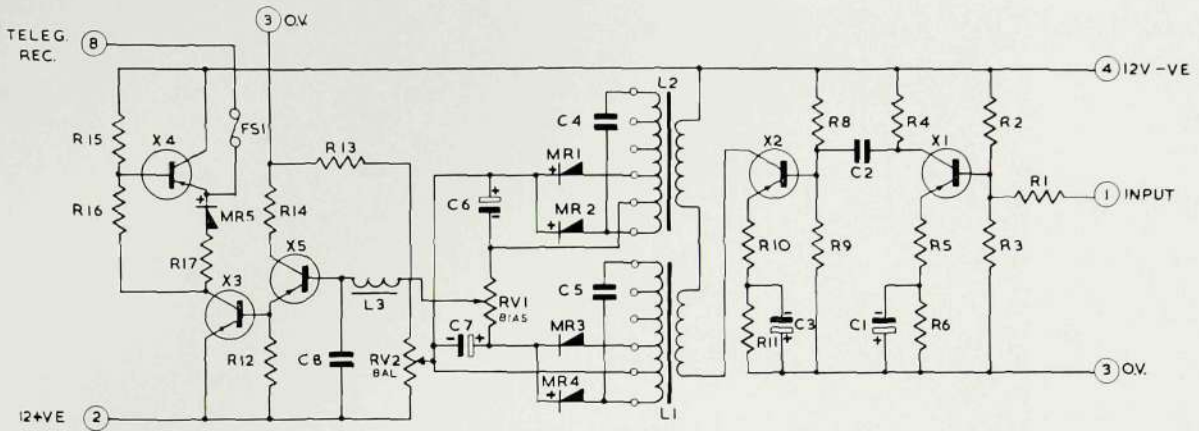 TELEG. REC.
8
3 O.V.
4 12V -VE
R15
X4
FS1
R13
R16
MR5
R14
R17
X5
X3
R12
C8
L3
RV2
BAL
12+VE 2
C6
C7
RV1
BIAS
C4
L2
MR1
MR2
C5
MR3
MR4
L1
X2
R8
R4
X1
R2
C2
R1
1 INPUT
R10
R9
R5
R3
R11
C3
C1
R6
3 O.V.